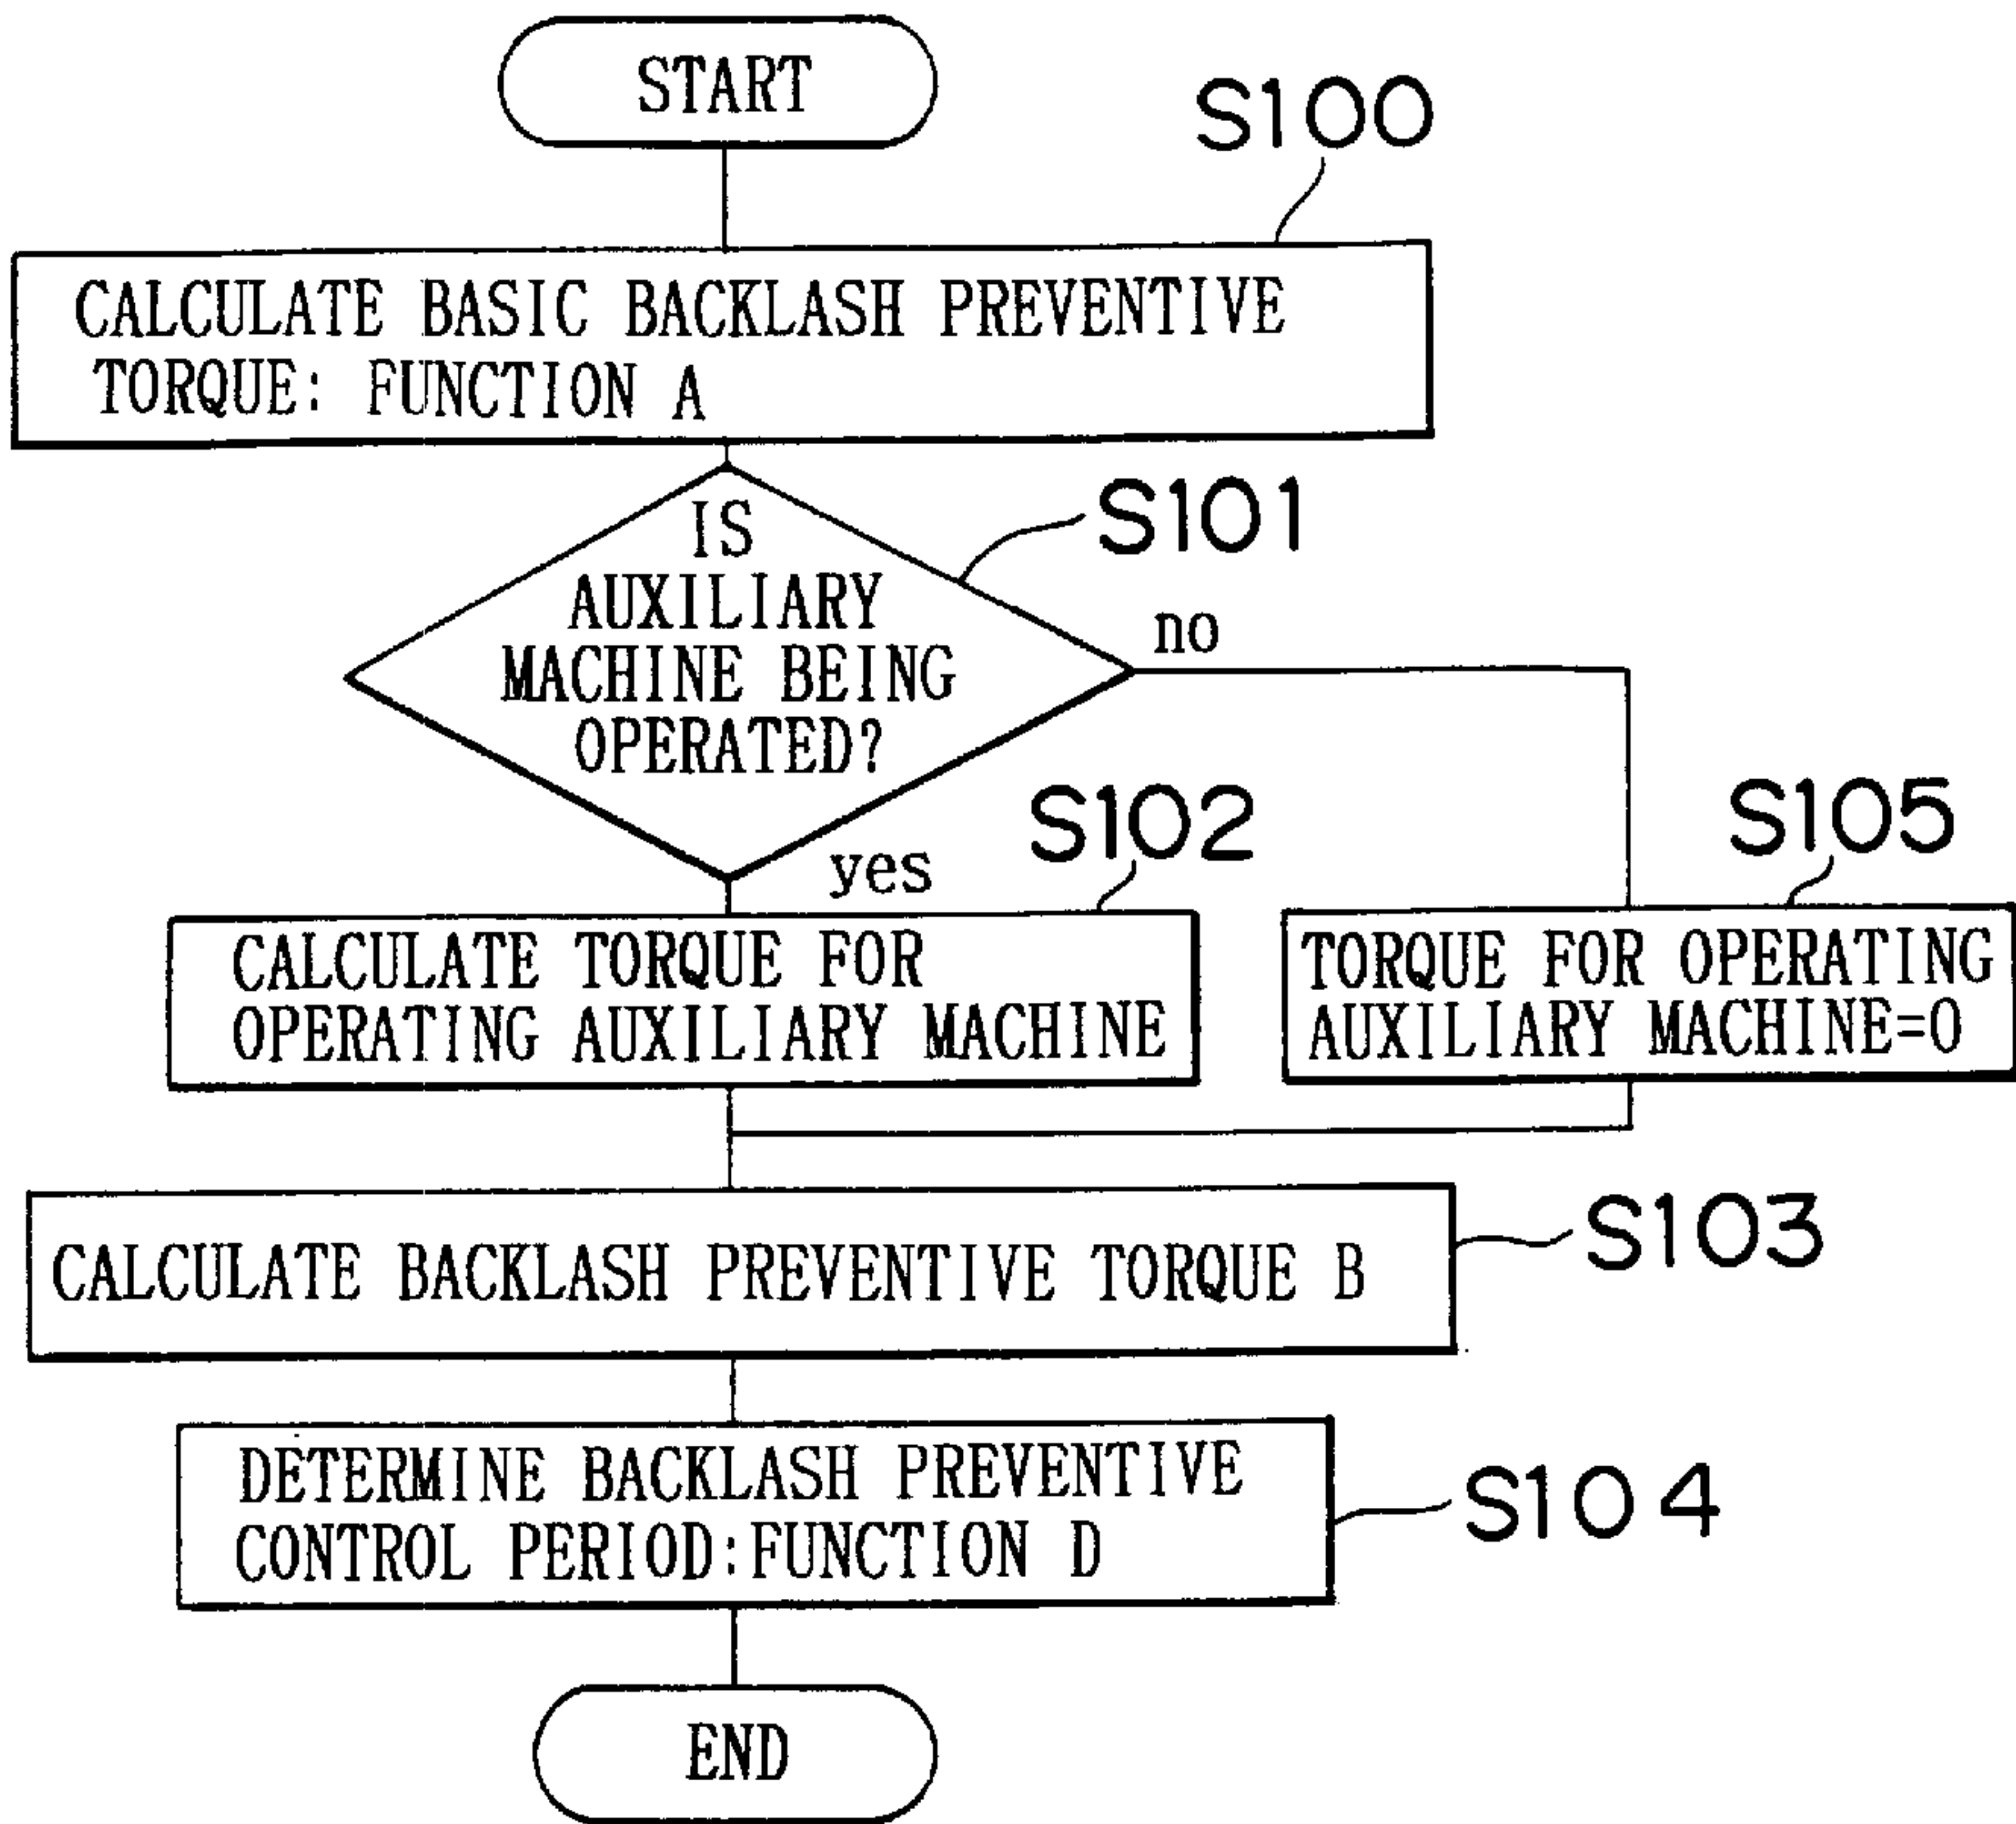 START
S100
CALCULATE BASIC BACKLASH PREVENTIVE
TORQUE: FUNCTION A
S101
IS
AUXILIARY
MACHINE BEING
OPERATED?
no
yes
S102
CALCULATE TORQUE FOR
OPERATING AUXILIARY MACHINE
S105
TORQUE FOR OPERATING
AUXILIARY MACHINE=0
S103
CALCULATE BACKLASH PREVENTIVE TORQUE B
S104
DETERMINE BACKLASH PREVENTIVE
CONTROL PERIOD:FUNCTION D
END